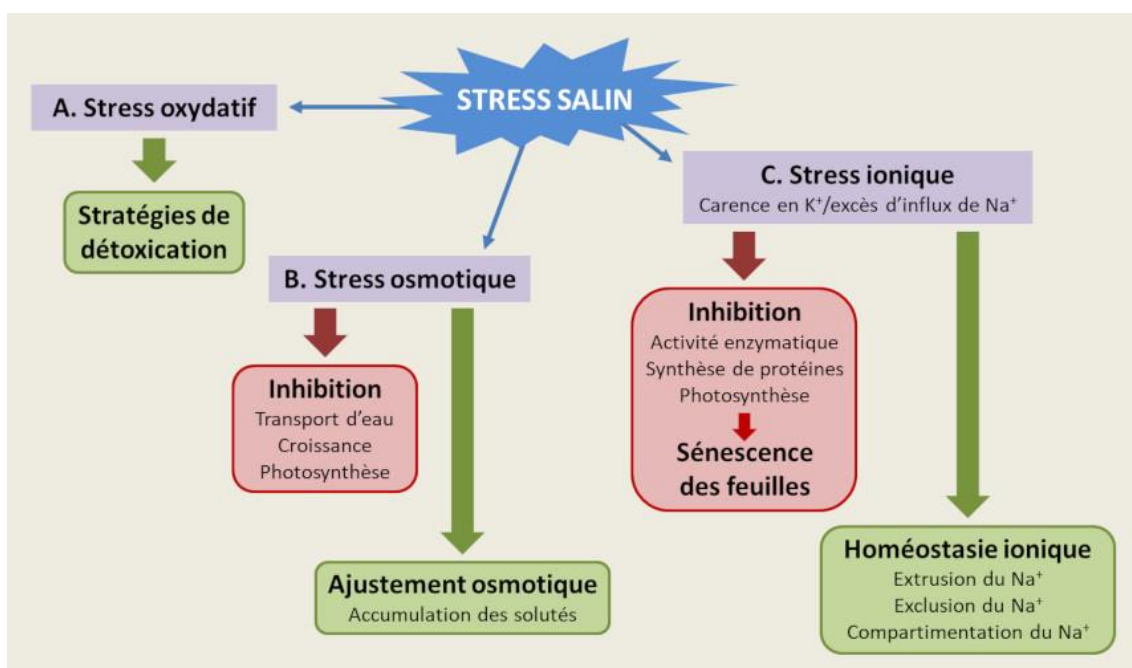 STRESS SALIN
A. Stress oxydatif
Stratégies de
détoxication
B. Stress osmotique
Inhibition
Transport d'eau
Croissance
Photosynthèse
Ajustement osmotique
Accumulation des solutés
C. Stress ionique
Carence en K⁺/excès d'influx de Na⁺
Inhibition
Activité enzymatique
Synthèse de protéines
Photosynthèse
Sénescence
des feuilles
Homéostasie ionique
Extrusion du Na⁺
Exclusion du Na⁺
Compartimentation du Na⁺